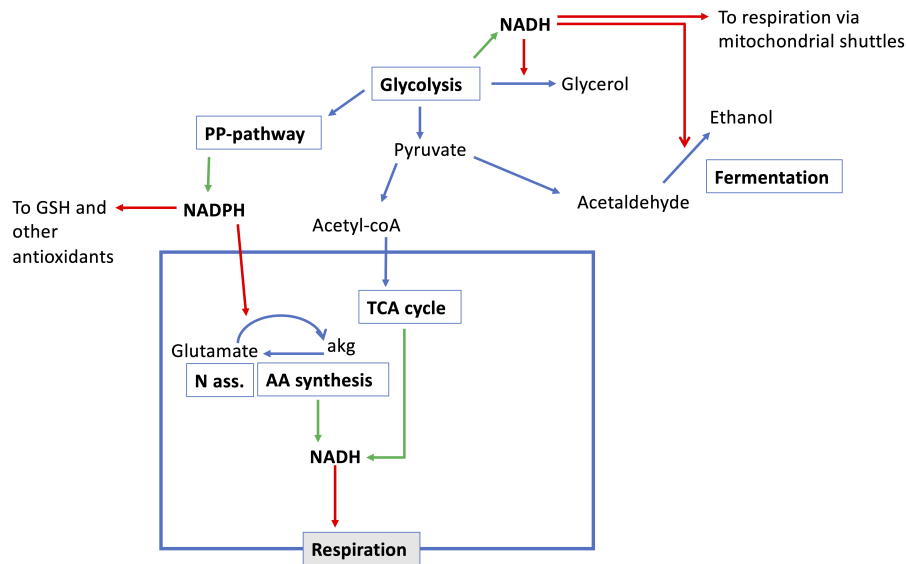 NADH
To respiration via
mitochondrial shuttles
Glycolysis
Glycerol
Ethanol
PP-pathway
Pyruvate
Fermentation
Acetaldehyde
To GSH and
other
antioxidants
NADPH
Acetyl-coA
TCA cycle
Glutamate
akg
N ass.
AA synthesis
NADH
Respiration